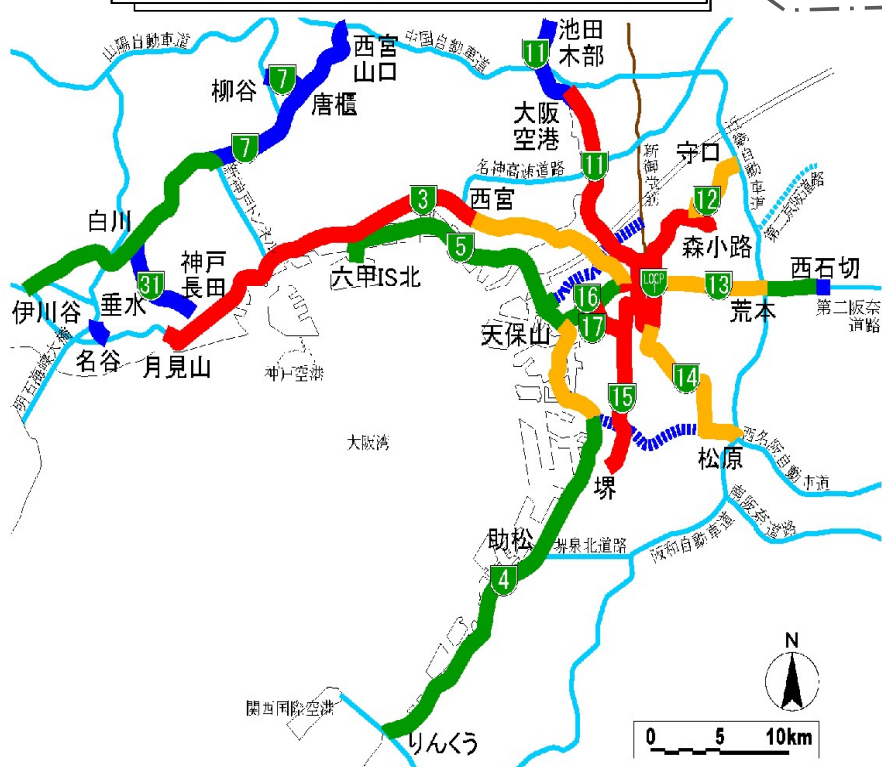 山陽自動車道
西宮
山口
中国自動車道
11
池田
木部
柳谷
7
唐櫃
大阪
空港
7
新神戸トンネル
名神高速道路
11
新御堂筋
守口
近畿自動車道
第二京阪道路
白川
3
西宮
12
森小路
5
伊川谷
垂水
31
神戸
長田
六甲IS北
16
LOOP
1
13
西石切
荒本
第二阪奈
道路
名谷
月見山
天保山
17
明石海峡大橋
神戸空港
14
15
大阪湾
松原
西名阪自動車道
堺
南阪奈道路
助松
堺泉北道路
阪和自動車道
4
関西国際空港
りんくう
N
0 5 10km